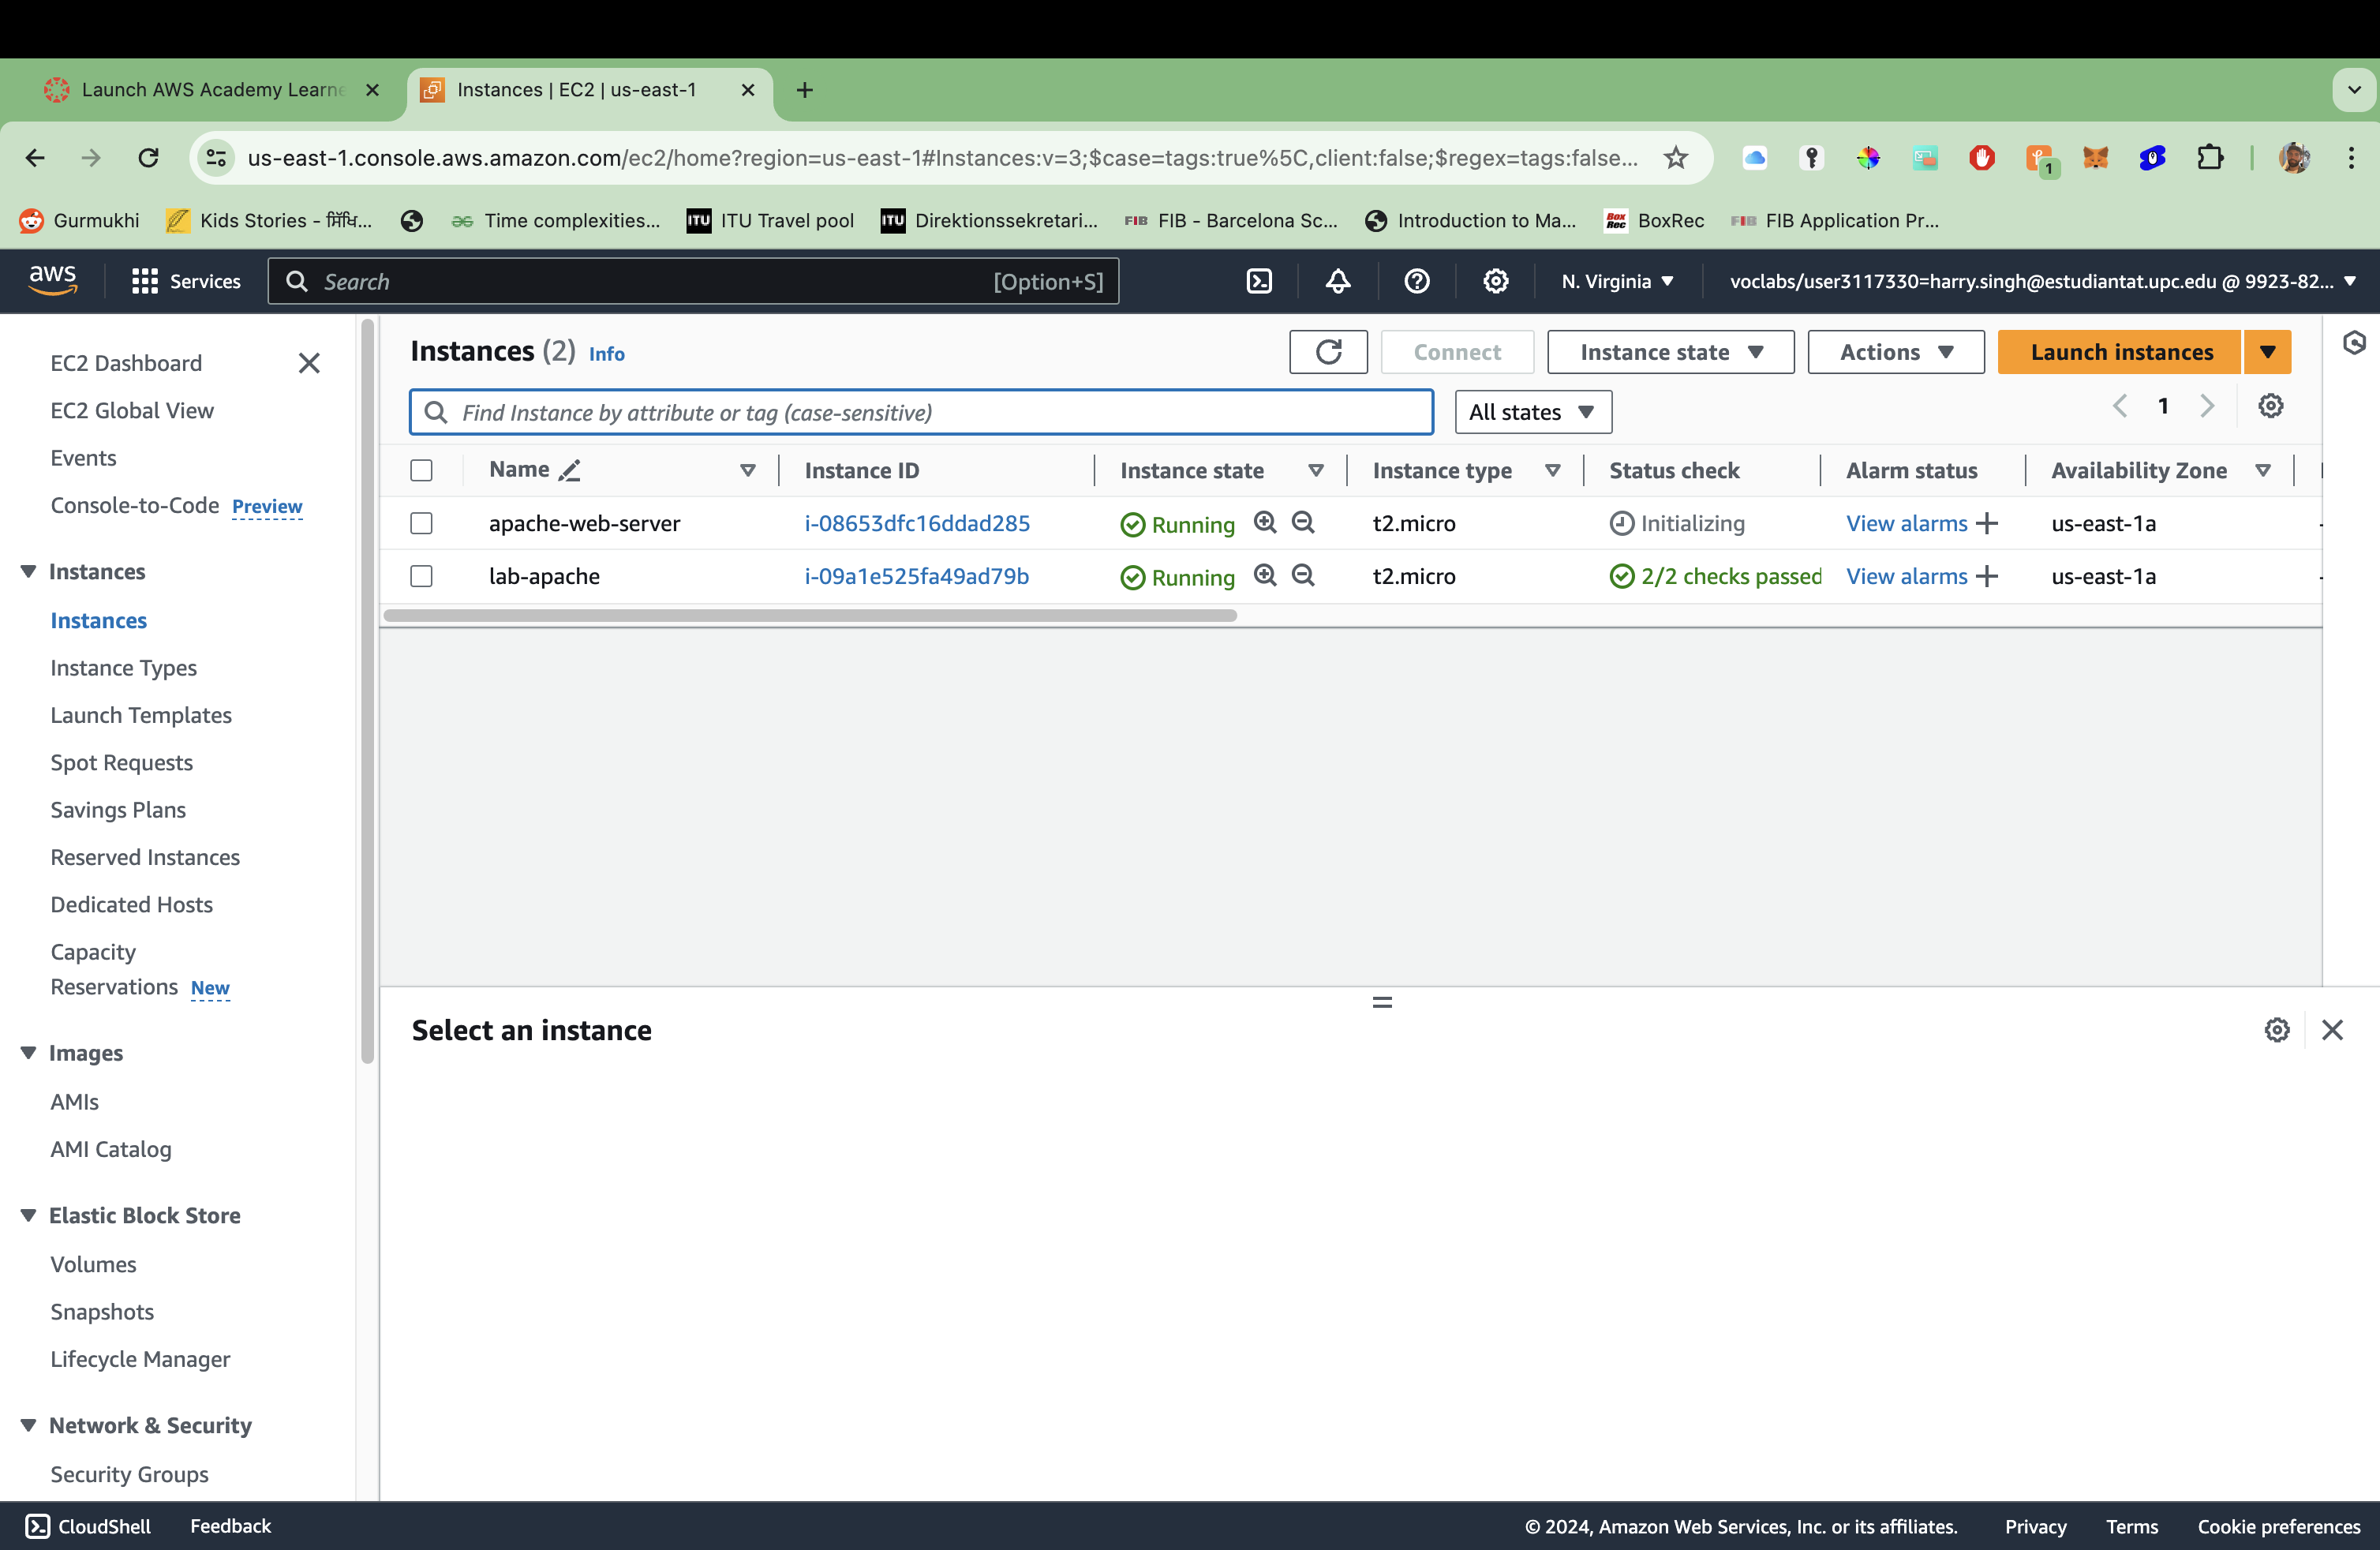 Launch AWS Academy Learne
Instances | EC2 | us-east-1
us-east-1.console.aws.amazon.com/ec2/home?region=us-east-1#Instances:v=3;$case=tags:true%5C,client:false;$regex=tags:false...
1
Gurmukhi
Kids Stories - ਸਿੱਖਿ...
Time complexities...
ITU ITU Travel pool
ITU Direktionssekretari...
FIB FIB - Barcelona Sc...
Introduction to Ma...
Box Rec BoxRec
FIB FIB Application Pr...
aws
Services
Search [Option+S]
N. Virginia
voclabs/user3117330=harry.singh@estudiantat.upc.edu @ 9923-82...
EC2 Dashboard
EC2 Global View
Events
Console-to-Code Preview
Instances
Instances
Instance Types
Launch Templates
Spot Requests
Savings Plans
Reserved Instances
Dedicated Hosts
Capacity
Reservations New
Images
AMIs
AMI Catalog
Elastic Block Store
Volumes
Snapshots
Lifecycle Manager
Network & Security
Security Groups
Instances (2) Info
Connect
Instance state
Actions
Launch instances
Find Instance by attribute or tag (case-sensitive)
All states
1
Name Instance ID Instance state Instance type Status check Alarm status Availability Zone
apache-web-server i-08653dfc16ddad285 Running t2.micro Initializing View alarms us-east-1a
lab-apache i-09a1e525fa49ad79b Running t2.micro 2/2 checks passed View alarms us-east-1a
Select an instance
CloudShell Feedback
© 2024, Amazon Web Services, Inc. or its affiliates. Privacy Terms Cookie preferences